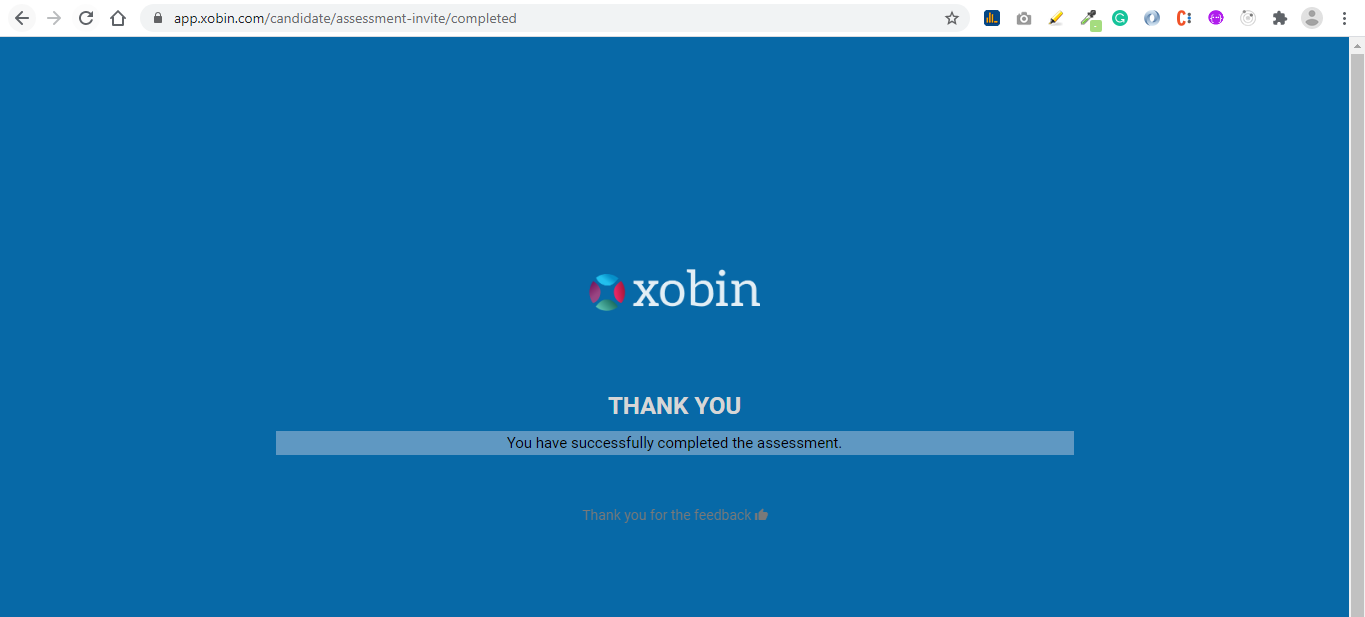 app.xobin.com/candidate/assessment-invite/completed
xobin
THANK YOU
You have successfully completed the assessment.
Thank you for the feedback